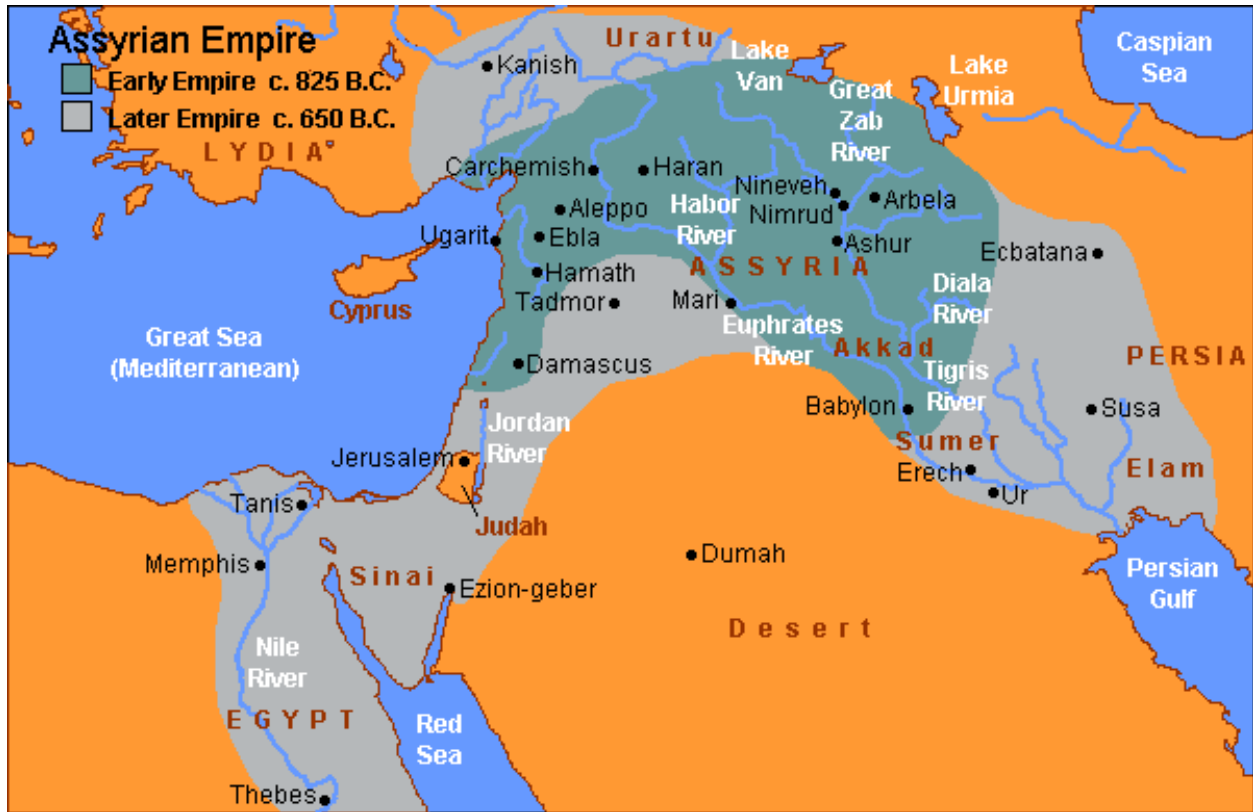 Assyrian Empire
Early Empire c. 825 B.C.
Later Empire c. 650 B.C.
Urartu
Kanish
Lake
Van
Lake
Urmia
Caspian
Sea
Great
Zab
River
LYDIA
Carchemish
Haran
Nineveh
Nimrud
Arbela
Aleppo
Habor
River
Ugarit
Ebla
Ashur
Ecbatana
ASSYRIA
Hamath
Tadmor
Mari
Diala
River
Cyprus
Euphrates
River
Akkad
Great Sea
(Mediterranean)
PERSIA
Damascus
Tigris
River
Babylon
Susa
Jordan
River
Sumer
Jerusalem
Erech
Elam
Ur
Tanis
Judah
Memphis
Sinai
Dumah
Ezion-geber
Persian
Gulf
Desert
Nile
River
EGYPT
Red
Sea
Thebes